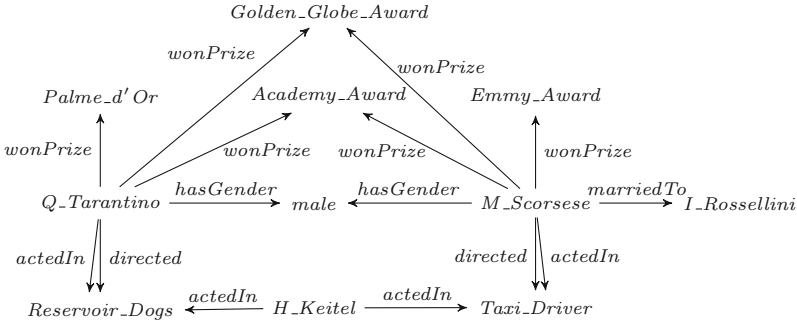 Golden_Globe_Award
wonPrize
wonPrize
Palme_d' Or
Academy_Award
Emmy_Award
wonPrize
wonPrize
wonPrize
wonPrize
Q_Tarantino
hasGender
male
hasGender
M_Scorsese
marriedTo
I_Rossellini
actedIn
directed
directed
actedIn
Reservoir_Dogs
actedIn
H_Keitel
actedIn
Taxi_Driver